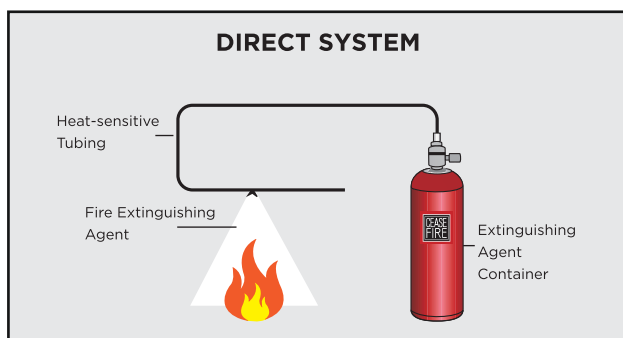 DIRECT SYSTEM
Heat-sensitive
Tubing
Fire Extinguishing
Agent
CEASE
FIRE
Extinguishing
Agent
Container